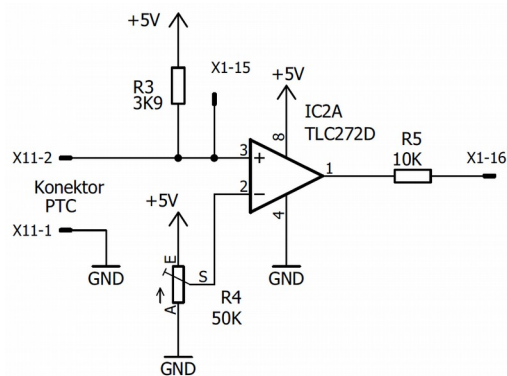 +5V
R3
3K9
X1-15
+5V
IC2A
TLC272D
8
R5
10K
X1-16
X11-2
3
+
1
2
-
4
Konektor
PTC
+5V
X11-1
GND
E
S
A
R4
50K
GND
GND